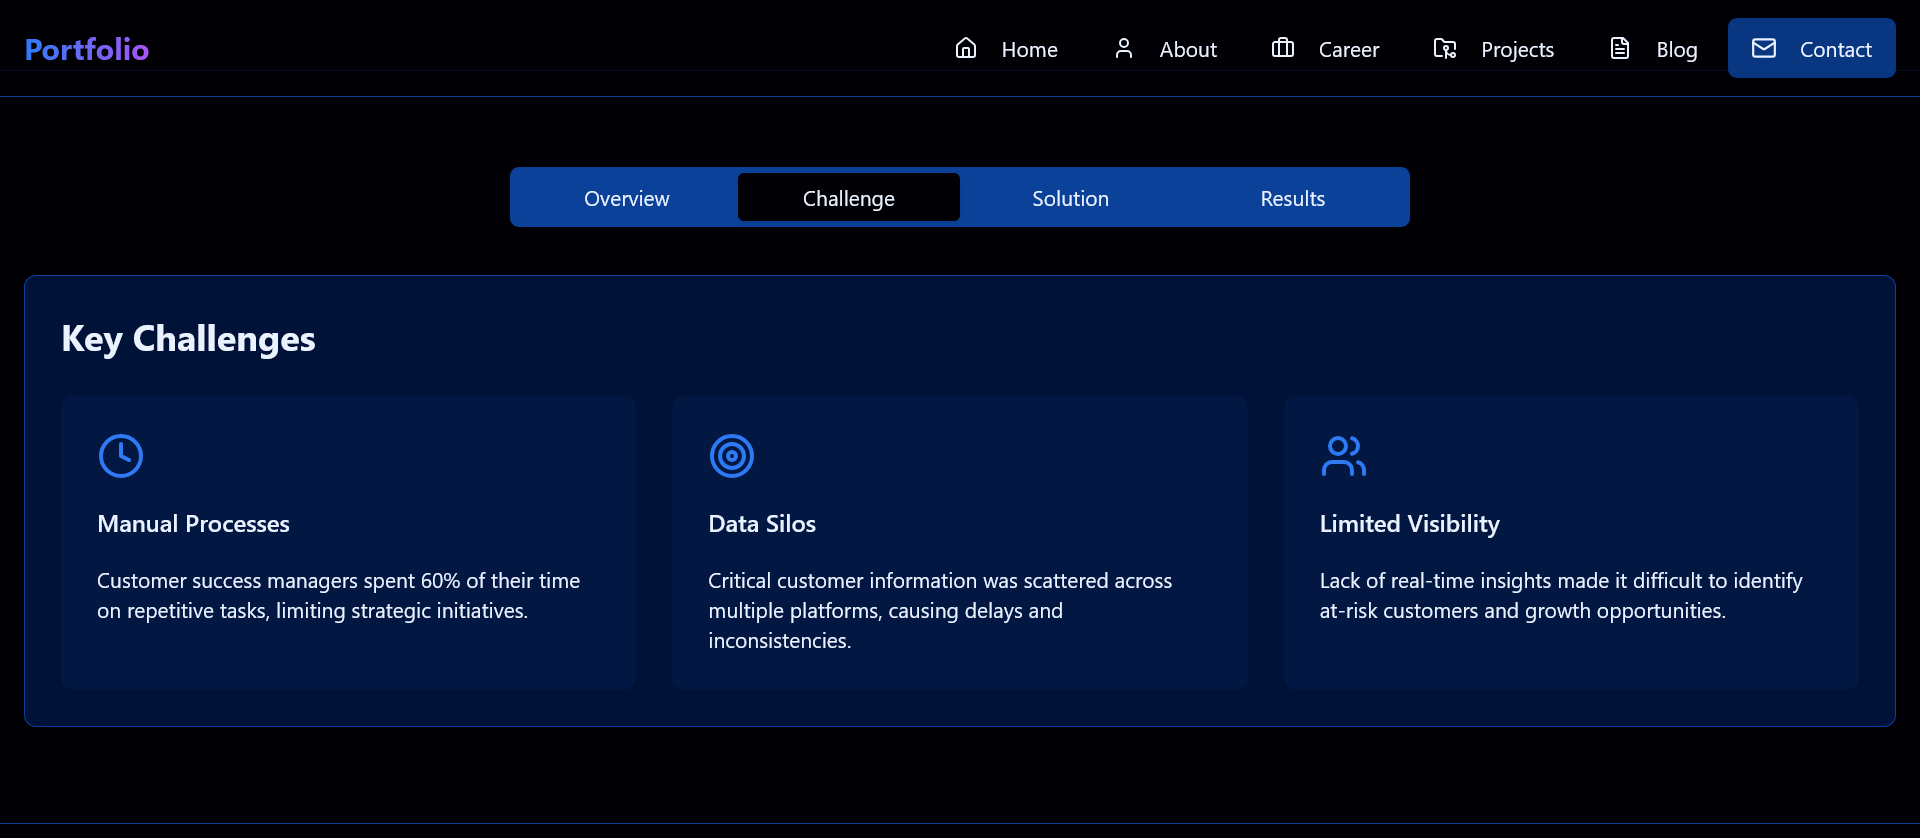 Portfolio
Home
About
Career
Projects
Blog
Contact
Overview
Challenge
Solution
Results
Key Challenges
Manual Processes
Customer success managers spent 60% of their time
on repetitive tasks, limiting strategic initiatives.
Data Silos
Critical customer information was scattered across
multiple platforms, causing delays and
inconsistencies.
Limited Visibility
Lack of real-time insights made it difficult to identify
at-risk customers and growth opportunities.